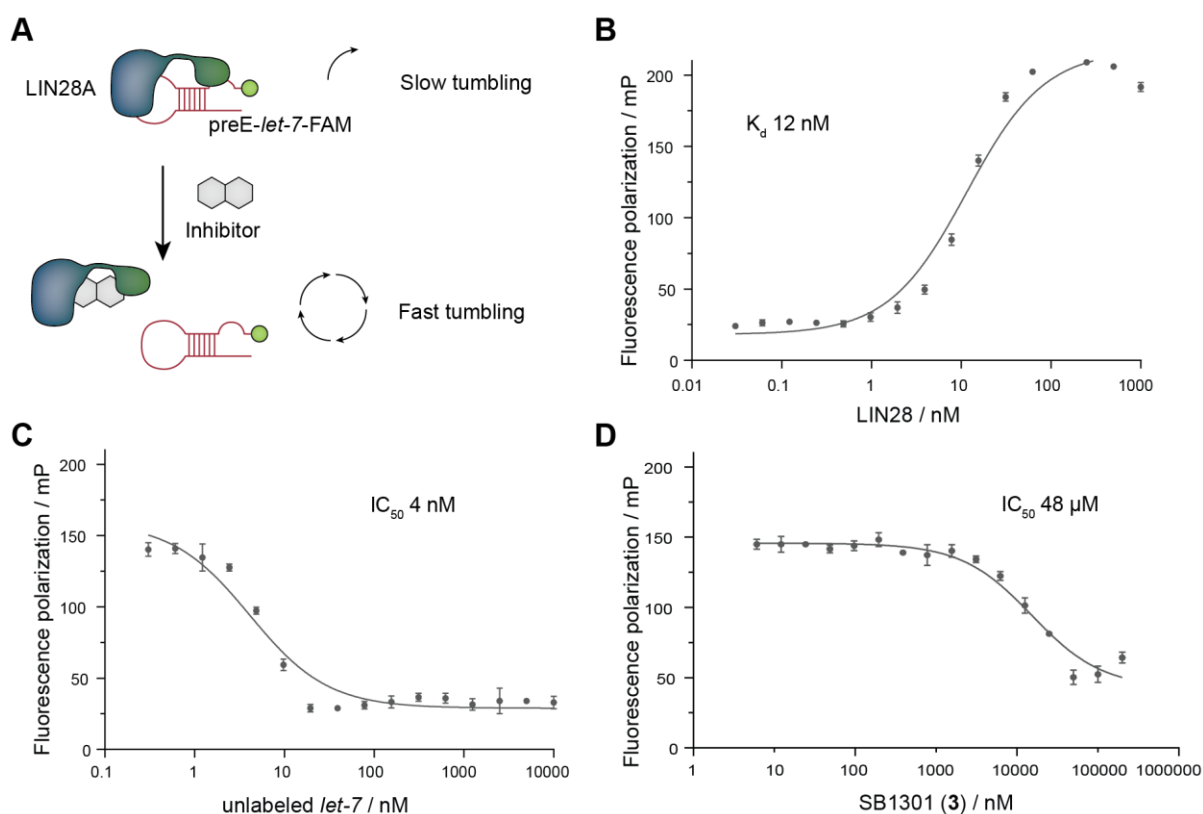 A
LIN28A
Slow tumbling
preE-let-7-FAM
Inhibitor
Fast tumbling
B
Fluorescence polarization / mP
200
150
100
50
0
K_d 12 nM
0.01 0.1 1 10 100 1000
LIN28 / nM
C
Fluorescence polarization / mP
200
150
100
50
0
IC_50 4 nM
0.1 1 10 100 1000 10000
unlabeled let-7 / nM
D
Fluorescence polarization / mP
200
150
100
50
0
IC_50 48 µM
1 10 100 1000 10000 100000 1000000
SB1301 (3) / nM